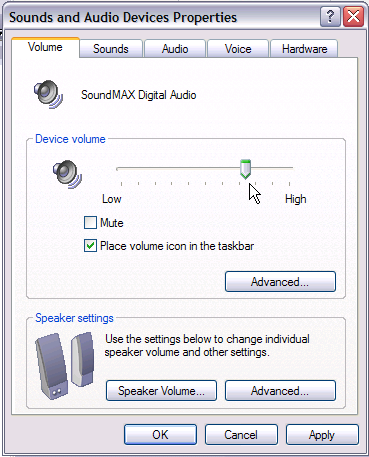 Sounds and Audio Devices Properties
Volume
Sounds
Audio
Voice
Hardware
SoundMAX Digital Audio
Device volume
Low
High
Mute
Place volume icon in the taskbar
Advanced...
Speaker settings
Use the settings below to change individual
speaker volume and other settings.
Speaker Volume...
Advanced...
OK
Cancel
Apply